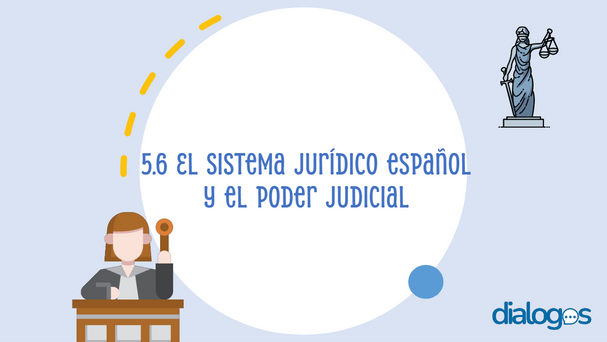 5.6 El sistema jurídico español
y el poder judicial
dialogos